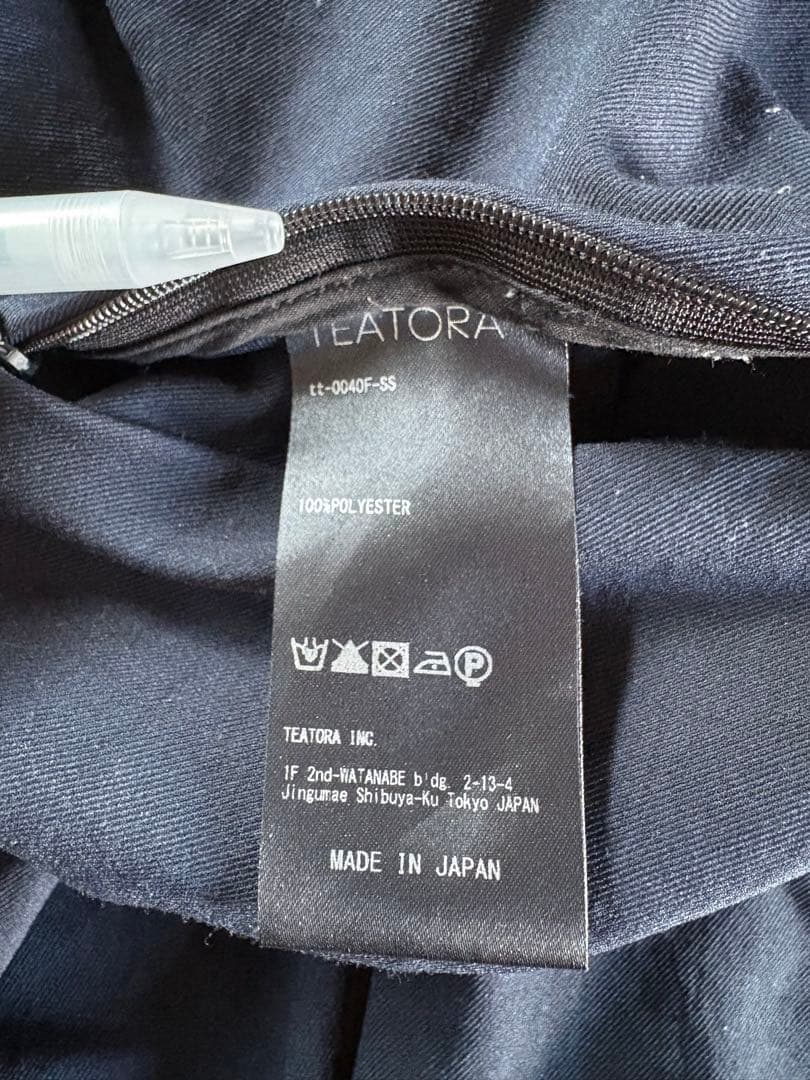 TEATORA
tt-0040F-SS
100%POLYESTER
P
TEATORA INC.
1F 2nd-WATANABE b'dg. 2-13-4
Jingumae Shibuya-Ku Tokyo JAPAN
MADE IN JAPAN